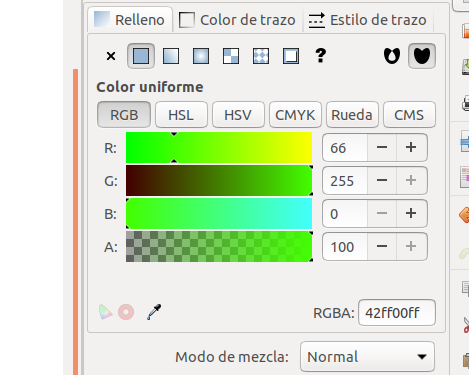 Relleno Color de trazo Estilo de trazo
?
Color uniforme
RGB HSL HSV CMYK Rueda CMS
R: 66
G: 255
B: 0
A: 100
RGBA: 42ff00ff
Modo de mezcla: Normal